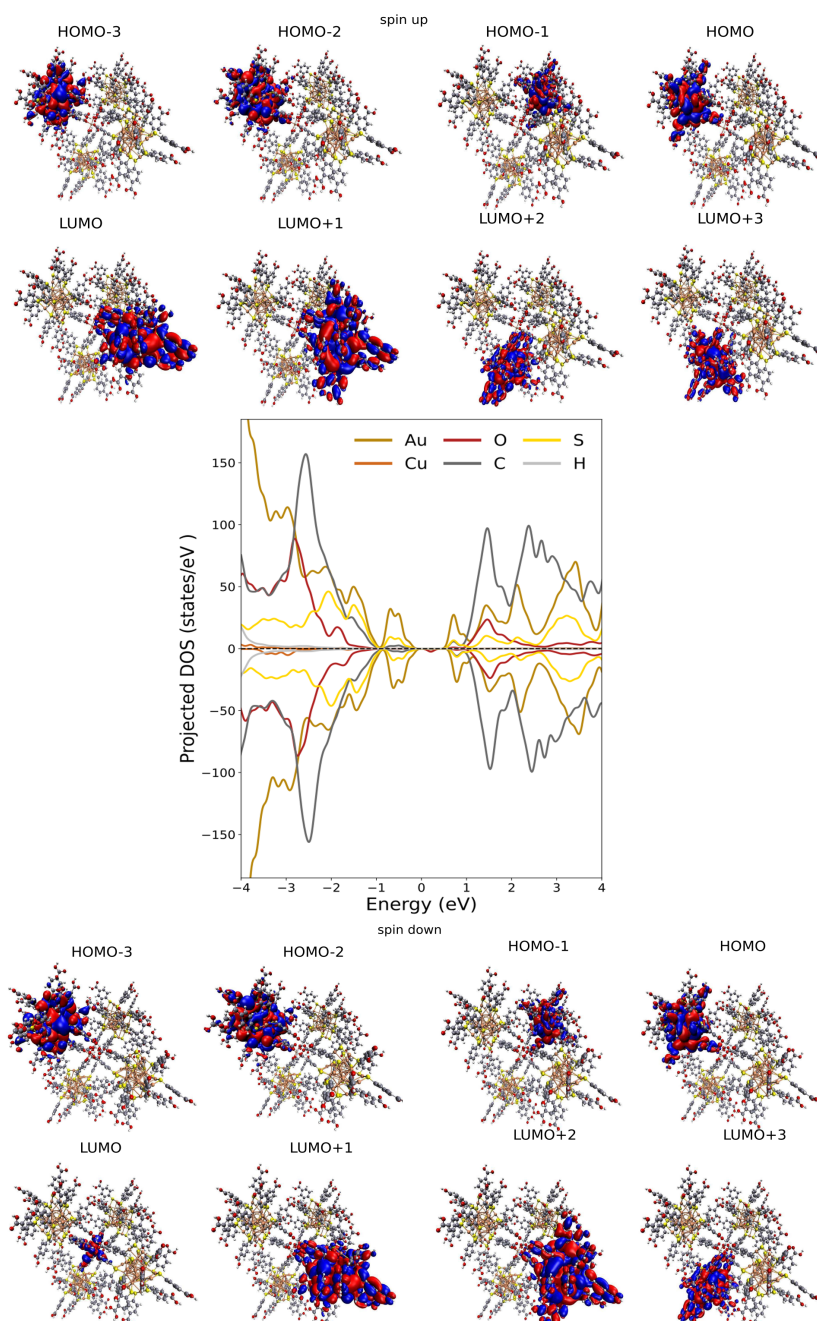 spin up
HOMO-3 HOMO-2 HOMO-1 HOMO
LUMO LUMO+1 LUMO+2 LUMO+3
Au O S
Cu C H
150
100
50
0
−50
−100
−150
Projected DOS (states/eV )
−4 −3 −2 −1 0 1 2 3 4
Energy (eV)
spin down
HOMO-3 HOMO-2 HOMO-1 HOMO
LUMO LUMO+1 LUMO+2 LUMO+3